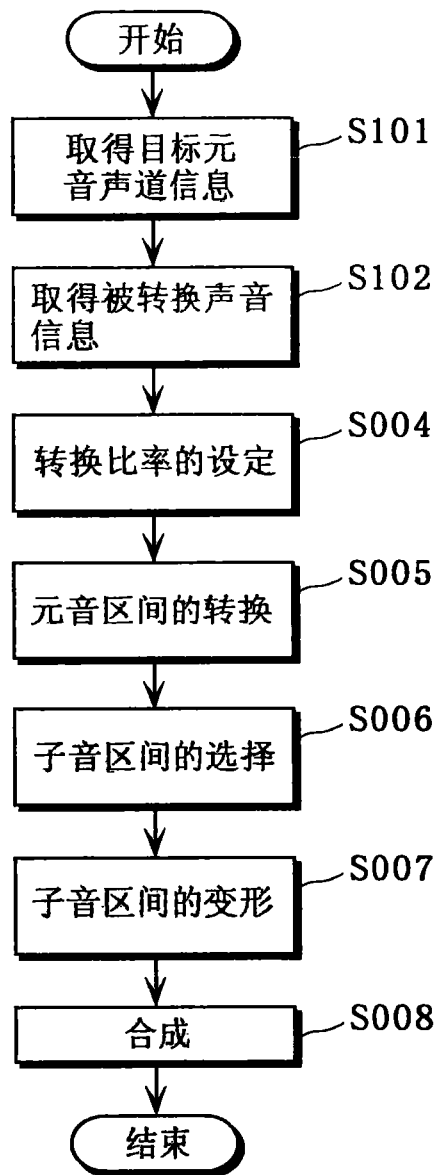 开始
取得目标元
音声道信息
S101
取得被转换声音
信息
S102
转换比率的设定
S004
元音区间的转换
S005
子音区间的选择
S006
子音区间的变形
S007
合成
S008
结束